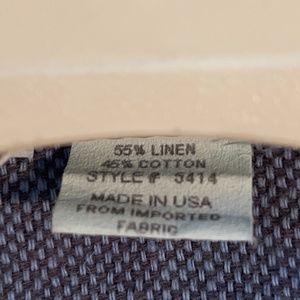 55% LINEN
45% COTTON
STYLE # 3414
MADE IN USA
FROM IMPORTED
FABRIC